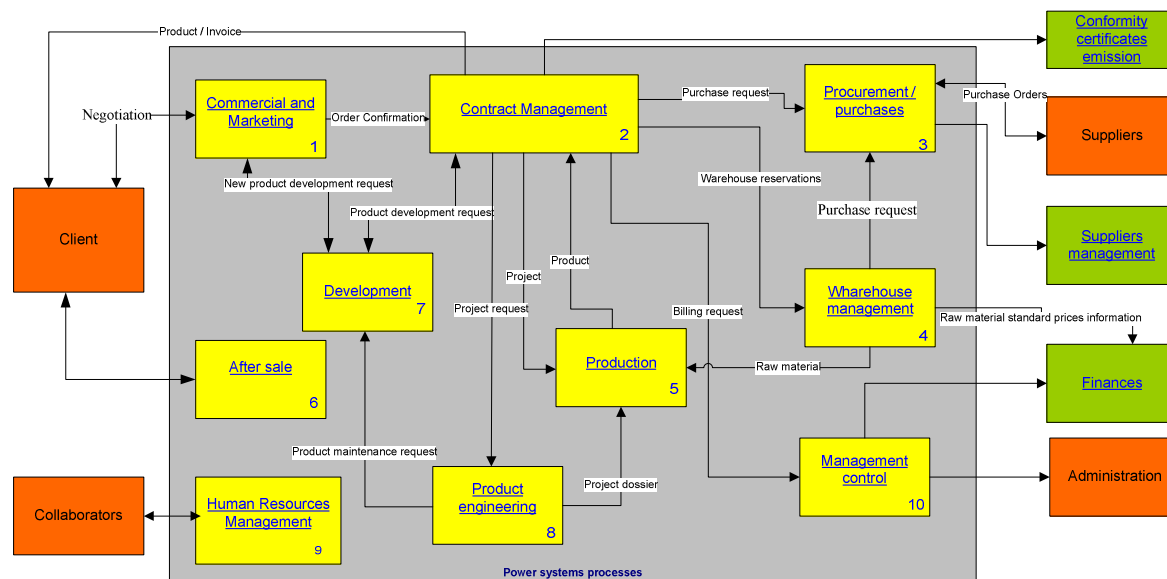 Product / Invoice
Conformity
certificates
emission
Commercial and
Marketing
1
Negotiation
Order Confirmation
Contract Management
2
Purchase request
Procurement /
purchases
3
Purchase Orders
Suppliers
New product development request
Product development request
Warehouse reservations
Purchase request
Client
Suppliers
management
Development
7
Project
Product
Project request
Billing request
Wharehouse
management
4
Raw material standard prices information
After sale
6
Production
5
Raw material
Finances
Product maintenance request
Project dossier
Product
engineering
8
Management
control
10
Administration
Collaborators
Human Resources
Management
9
Power systems processes